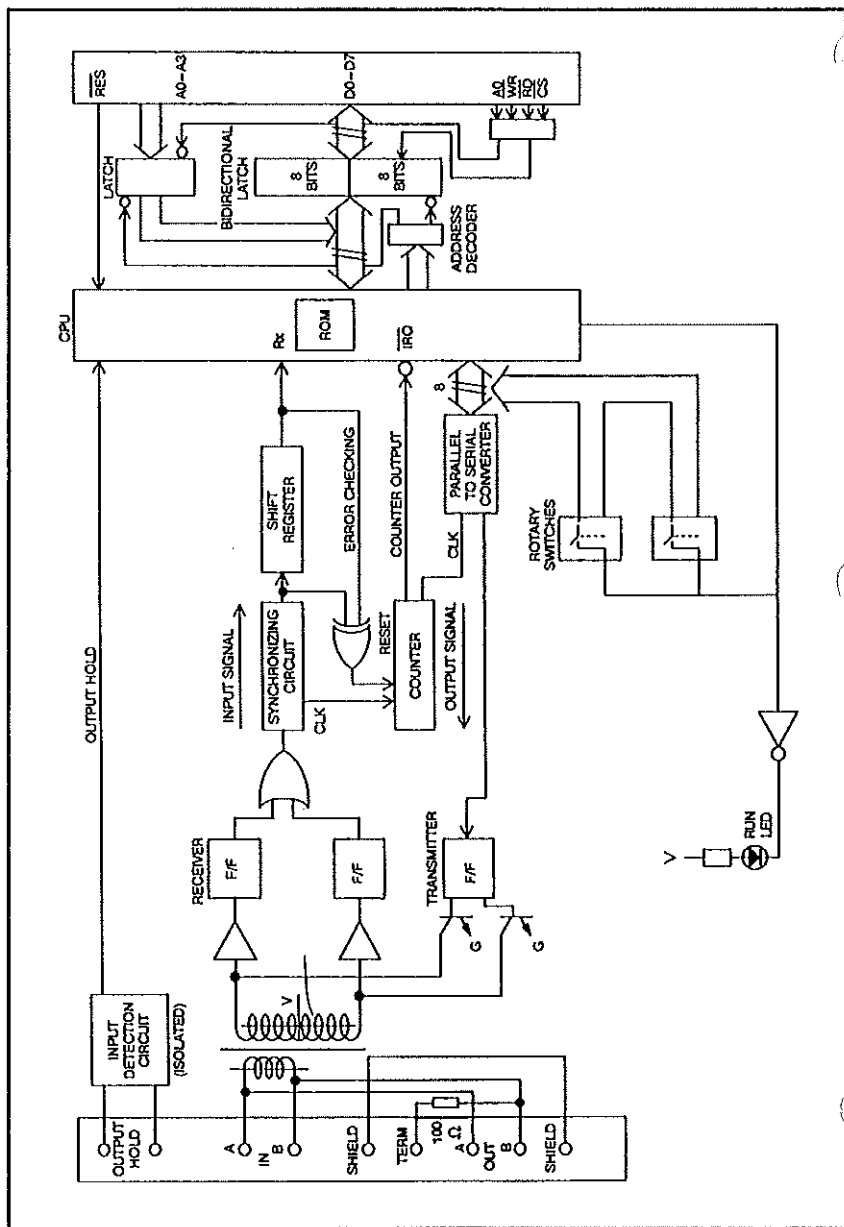 OUTPUT HOLD
INPUT
DETECTION
CIRCUIT
(ISOLATED)
OUTPUT HOLD
A
IN
B
SHIELD
TERM
100
Ω
A
OUT
B
SHIELD
V
RECEIVER
F/F
F/F
TRANSMITTER
F/F
G
G
INPUT SIGNAL
SYNCHRONIZING
CIRCUIT
CLK
SHIFT
REGISTER
ERROR CHECKING
RESET
COUNTER
COUNTER OUTPUT
OUTPUT SIGNAL
CLK
PARALLEL
TO SERIAL
CONVERTER
8
ROTARY
SWITCHES
V
RUN
LED
CPU
Rx
ROM
IRQ
LATCH
BIDIRECTIONAL
LATCH
8
BITS
8
BITS
ADDRESS
DECODER
RES
A0-A3
D0-D7
A0
WR
RD
CS